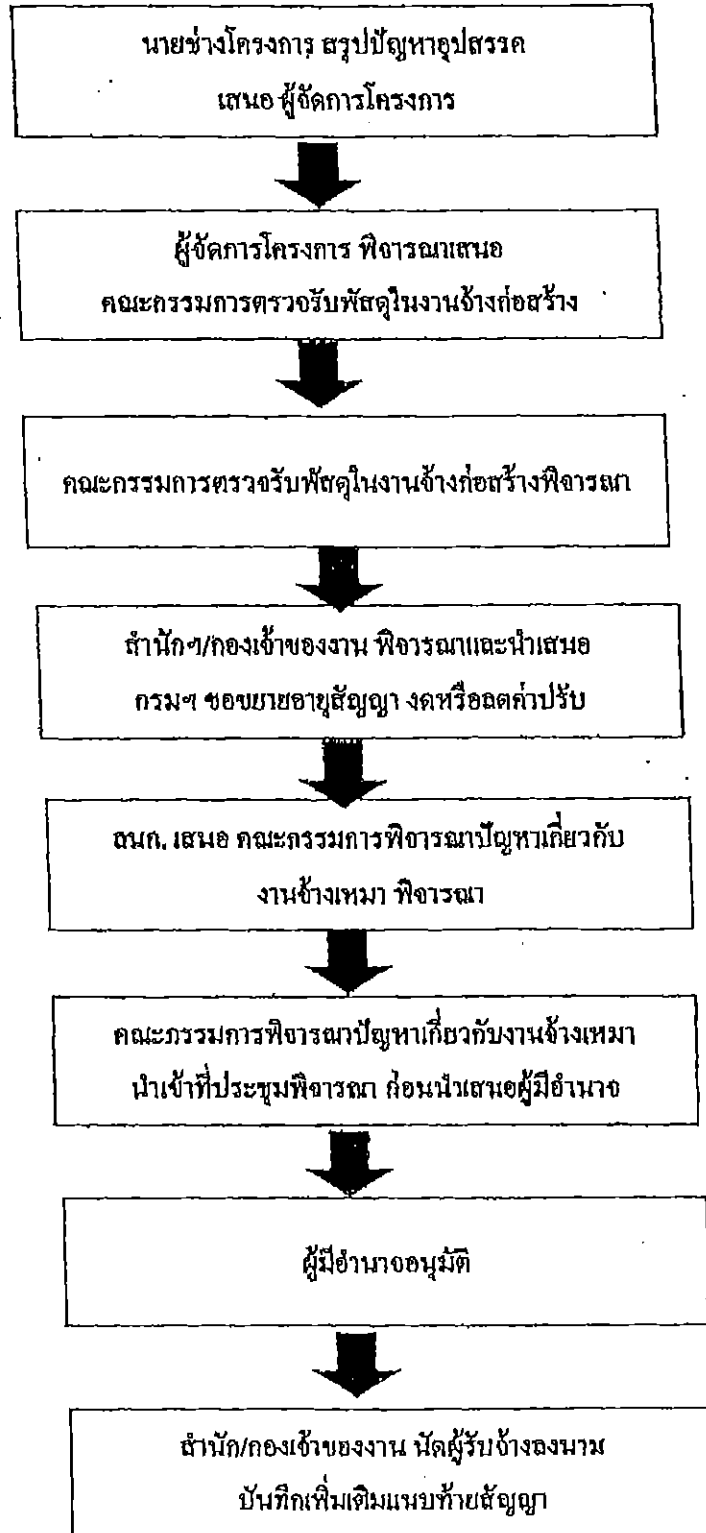 นายช่างโครงการ สรุปปัญหาอุปสรรค
เสนอ ผู้จัดการโครงการ
ผู้จัดการโครงการ พิจารณาเสนอ
คณะกรรมการตรวจรับพัสดุในงานจ้างก่อสร้าง
คณะกรรมการตรวจรับพัสดุในงานจ้างก่อสร้างพิจารณา
สำนักฯ/กองเจ้าของงาน พิจารณาและนำเสนอ
กรมฯ ขอขยายอายุสัญญา งดหรือลดค่าปรับ
สนก. เสนอ คณะกรรมการพิจารณาปัญหาเกี่ยวกับ
งานจ้างเหมา พิจารณา
คณะกรรมการพิจารณาปัญหาเกี่ยวกับงานจ้างเหมา
นำเข้าที่ประชุมพิจารณา ก่อนนำเสนอผู้มีอำนาจ
ผู้มีอำนาจอนุมัติ
สำนัก/กองเจ้าของงาน นัดผู้รับจ้างลงนาม
บันทึกเพิ่มเติมแนบท้ายสัญญา